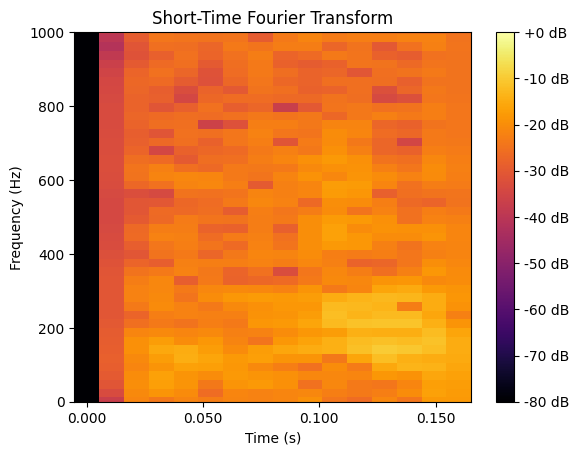 Short-Time Fourier Transform
1000
800
600
400
200
0
Frequency (Hz)
0.000
0.050
0.100
0.150
Time (s)
+0 dB
-10 dB
-20 dB
-30 dB
-40 dB
-50 dB
-60 dB
-70 dB
-80 dB